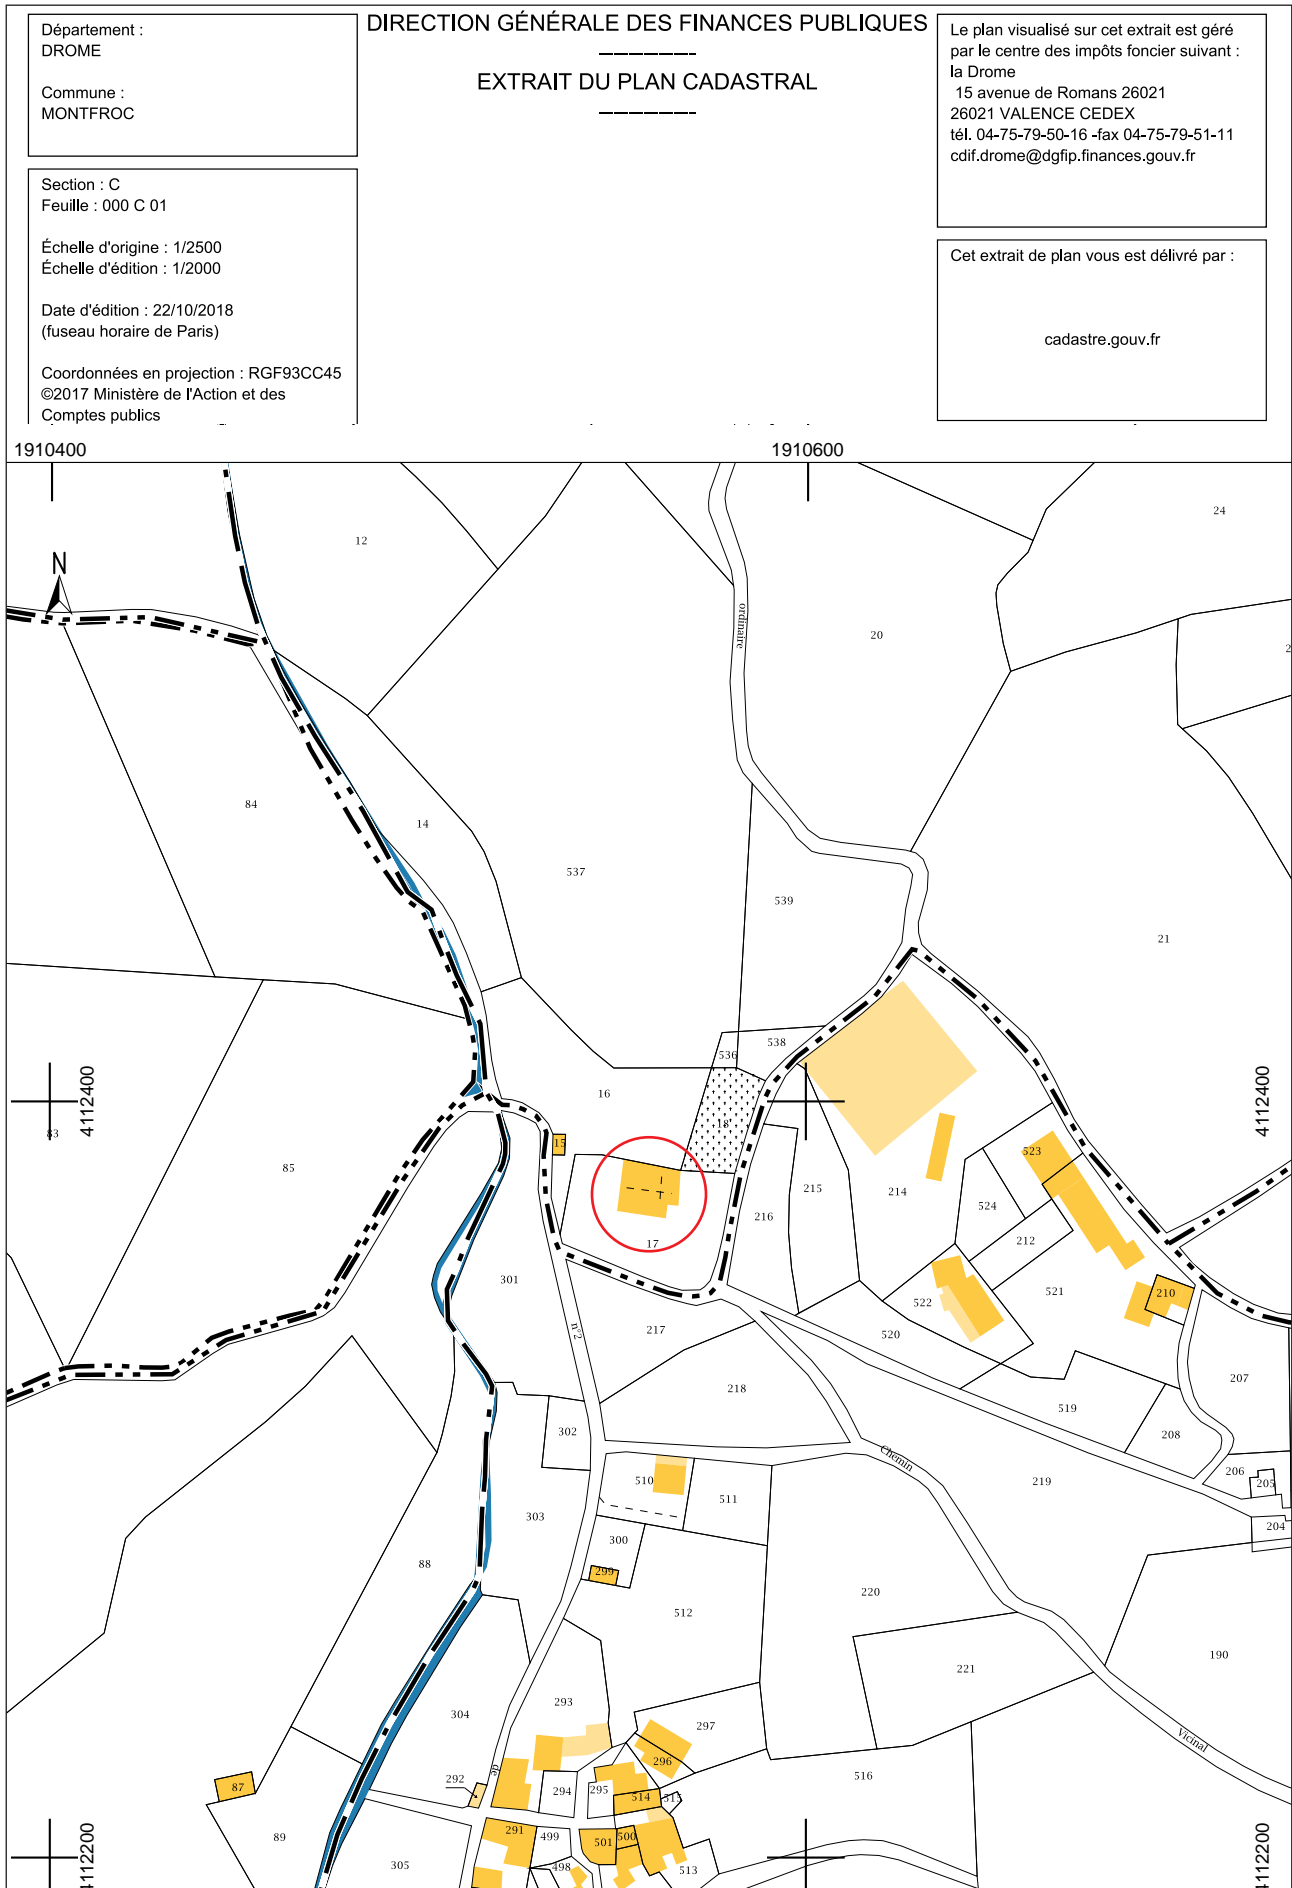 Département :
DROME
Commune :
MONTFROC
Section : C
Feuille : 000 C 01
Échelle d'origine : 1/2500
Échelle d'édition : 1/2000
Date d'édition : 22/10/2018
(fuseau horaire de Paris)
Coordonnées en projection : RGF93CC45
©2017 Ministère de l'Action et des
Comptes publics
DIRECTION GÉNÉRALE DES FINANCES PUBLIQUES
EXTRAIT DU PLAN CADASTRAL
Le plan visualisé sur cet extrait est géré
par le centre des impôts foncier suivant :
la Drome
15 avenue de Romans 26021
26021 VALENCE CEDEX
tél. 04-75-79-50-16 -fax 04-75-79-51-11
cdif.drome@dgfip.finances.gouv.fr
Cet extrait de plan vous est délivré par :
cadastre.gouv.fr
1910400
1910600
24
12
N
ordinaire
20
84
14
537
539
21
538
536
16
4112400
4112400
18
83
15
523
85
215
214
216
524
17
212
301
521
210
522
n°2
217
520
218
207
519
302
208
Chemin
206
510
219
205
511
303
204
300
88
299
220
512
190
221
293
304
297
Vicinal
296
de
516
292
87
294
295
514
515
291
499
500
89
501
305
498
513
4112200
4112200